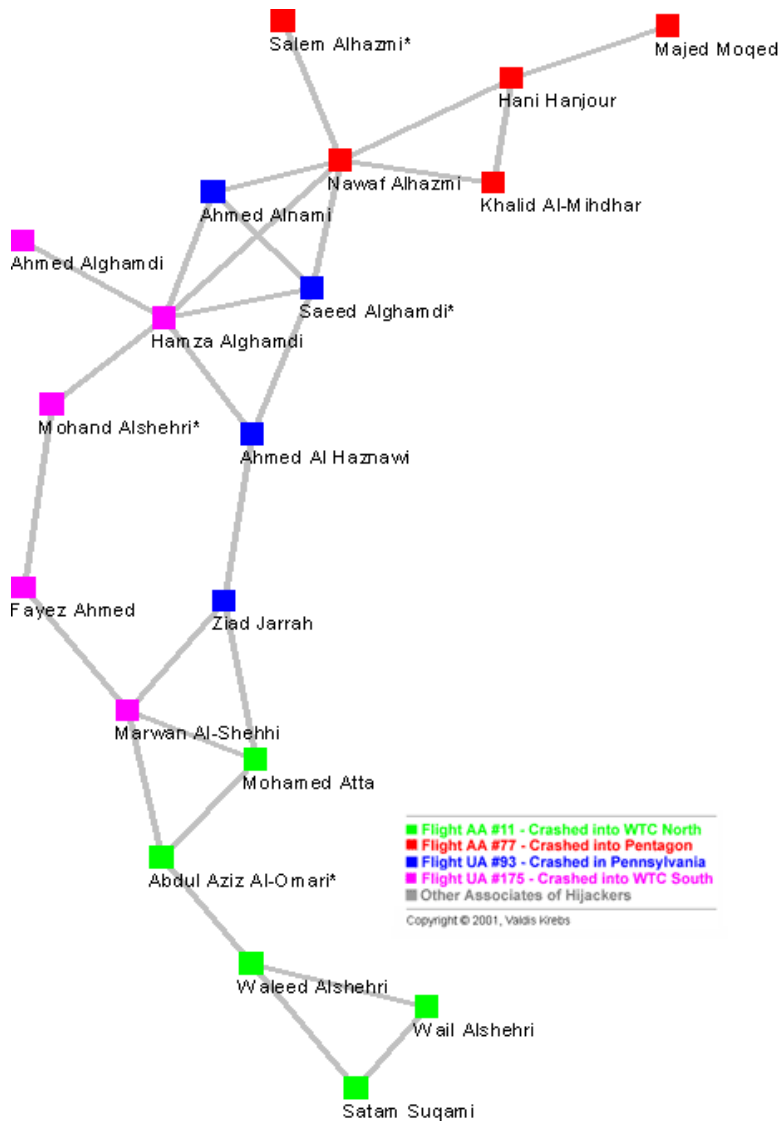 Salem Alhazmi*
Majed Moqed
Hani Hanjour
Nawaf Alhazmi
Khalid Al-Mihdhar
Ahmed Alnami
Ahmed Alghamdi
Saeed Alghamdi*
Hamza Alghamdi
Mohand Alshehri*
Ahmed Al Haznawi
Fayez Ahmed
Ziad Jarrah
Marwan Al-Shehhi
Mohamed Atta
Flight AA #11 - Crashed into WTC North
Flight AA #77 - Crashed into Pentagon
Flight UA #93 - Crashed in Pennsylvania
Flight UA #175 - Crashed into WTC South
Other Associates of Hijackers
Copyright © 2001, Valdis Krebs
Abdul Aziz Al-Omari*
Waleed Alshehri
Wail Alshehri
Satam Suqami